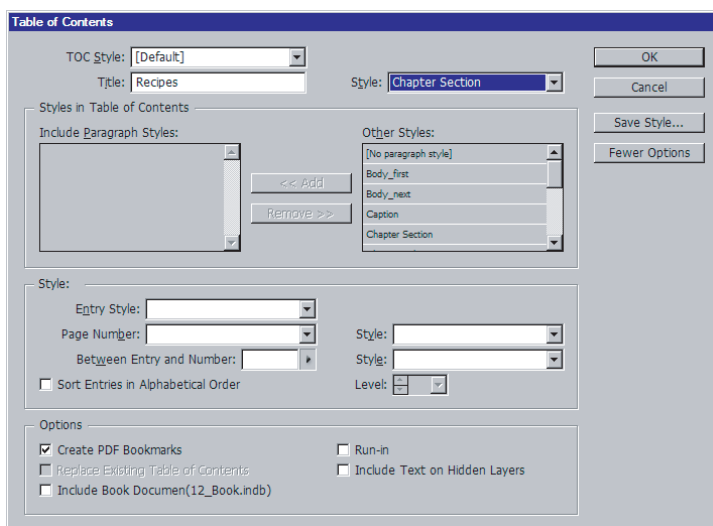 Table of Contents
TOC Style: [Default]
OK
Title: Recipes
Style: Chapter Section
Cancel
Styles in Table of Contents
Save Style...
Include Paragraph Styles:
Other Styles:
Fewer Options
[No paragraph style]
Body_first
<< Add
Body_next
Remove >>
Caption
Chapter Section
Style:
Entry Style:
Page Number:
Style:
Between Entry and Number:
Style:
Sort Entries in Alphabetical Order
Level:
Options
Create PDF Bookmarks
Run-in
Replace Existing Table of Contents
Include Text on Hidden Layers
Include Book Documen(12_Book.indb)